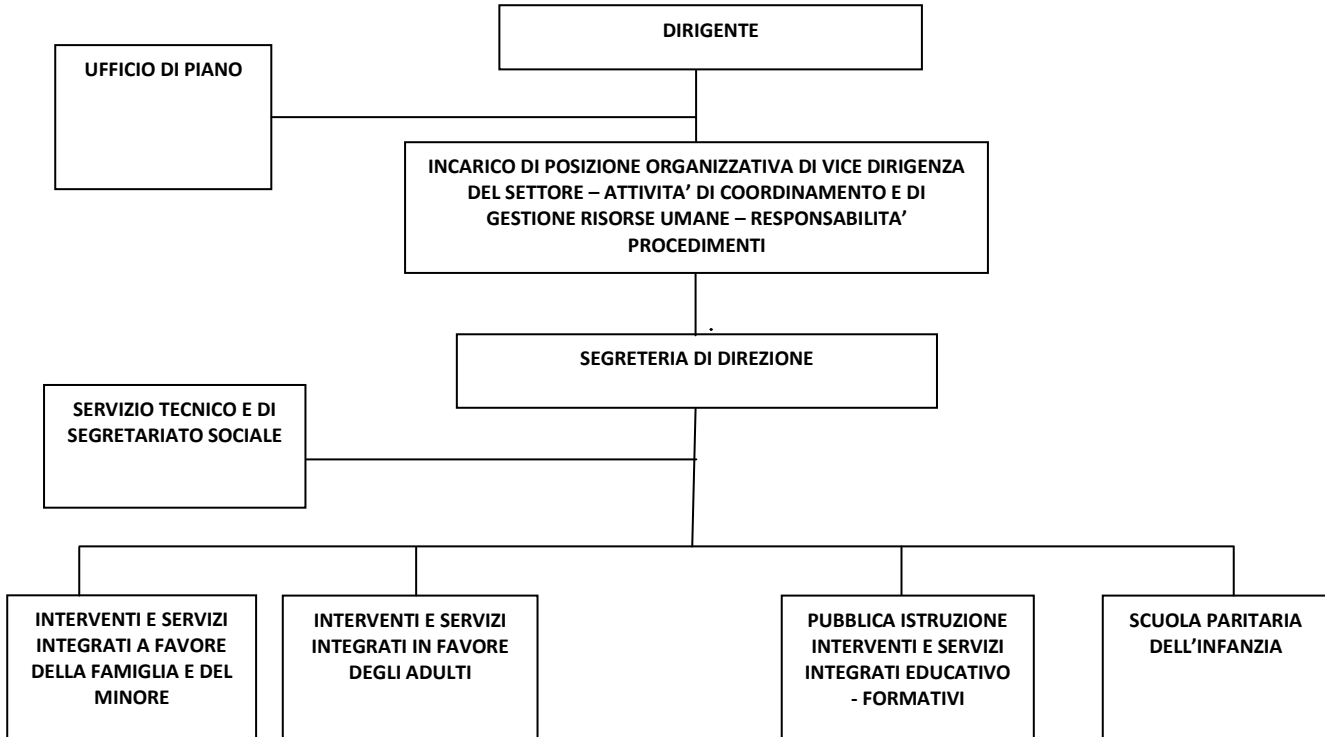 DIRIGENTE
UFFICIO DI PIANO
INCARICO DI POSIZIONE ORGANIZZATIVA DI VICE DIRIGENZA
DEL SETTORE – ATTIVITA’ DI COORDINAMENTO E DI
GESTIONE RISORSE UMANE – RESPONSABILITA’
PROCEDIMENTI
.
SEGRETERIA DI DIREZIONE
SERVIZIO TECNICO E DI
SEGRETARIATO SOCIALE
INTERVENTI E SERVIZI
INTEGRATI A FAVORE
DELLA FAMIGLIA E DEL
MINORE
INTERVENTI E SERVIZI
INTEGRATI IN FAVORE
DEGLI ADULTI
PUBBLICA ISTRUZIONE
INTERVENTI E SERVIZI
INTEGRATI EDUCATIVO
- FORMATIVI
SCUOLA PARITARIA
DELL’INFANZIA